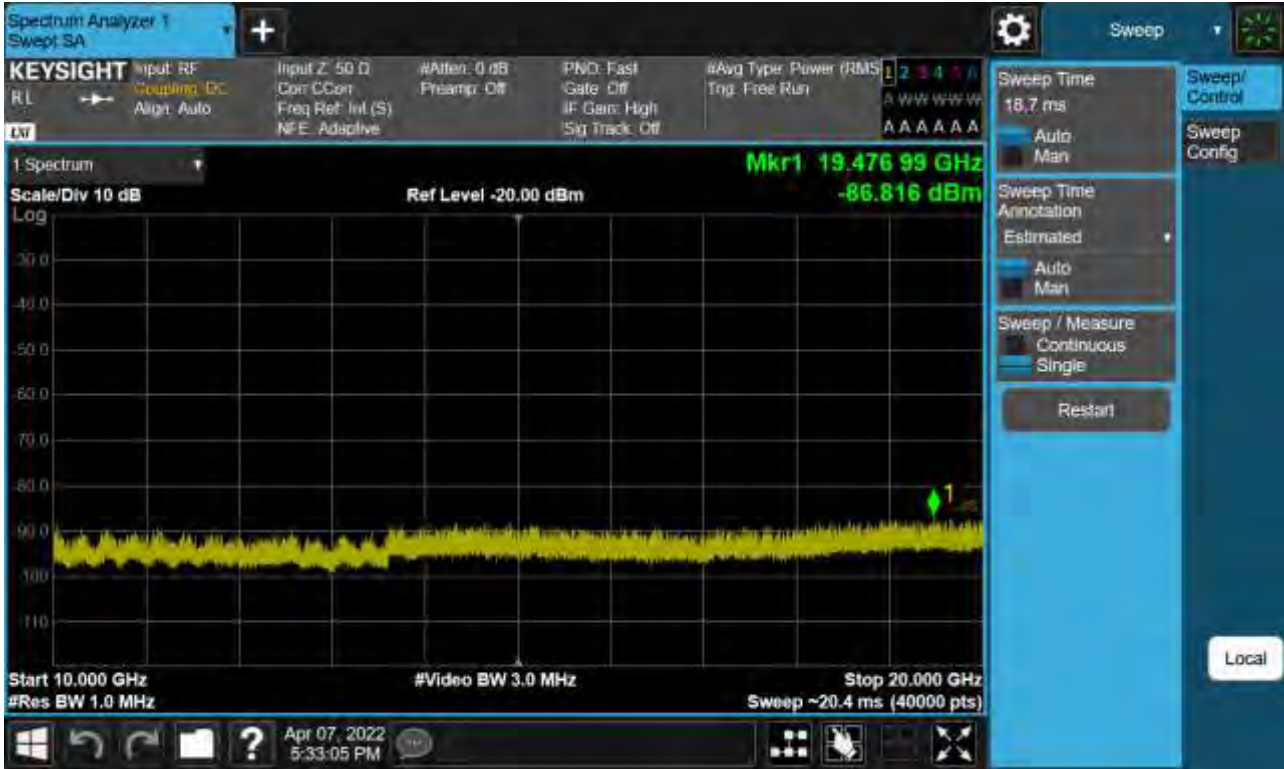 Spectrum Analyzer 1
Swept SA
+
Sweep
KEYSIGHT
RL
LXI
Input: RF
Coupling: DC
Align: Auto
Input Z: 50 Ω
Corr CCorr
Freq Ref: Int (S)
NFE: Adaptive
#Atten: 0 dB
Preamp: Off
PNO: Fast
Gate: Off
IF Gain: High
Sig Track: Off
#Avg Type: Power (RMS
Trig: Free Run
1 2 3 4 5 6
A W W W W W
A A A A A A
1 Spectrum
Scale/Div 10 dB
Ref Level -20.00 dBm
Mkr1 19.476 99 GHz
-86.816 dBm
Log
-30.0
-40.0
-50.0
-60.0
-70.0
-80.0
-90.0
-100
-110
1
Start 10.000 GHz
#Video BW 3.0 MHz
Stop 20.000 GHz
#Res BW 1.0 MHz
Sweep ~20.4 ms (40000 pts)
Sweep Time
18.7 ms
Auto
Man
Sweep Time
Annotation
Estimated
Auto
Man
Sweep / Measure
Continuous
Single
Restart
Sweep/
Control
Sweep
Config
Local
?
Apr 07, 2022
5:33:05 PM